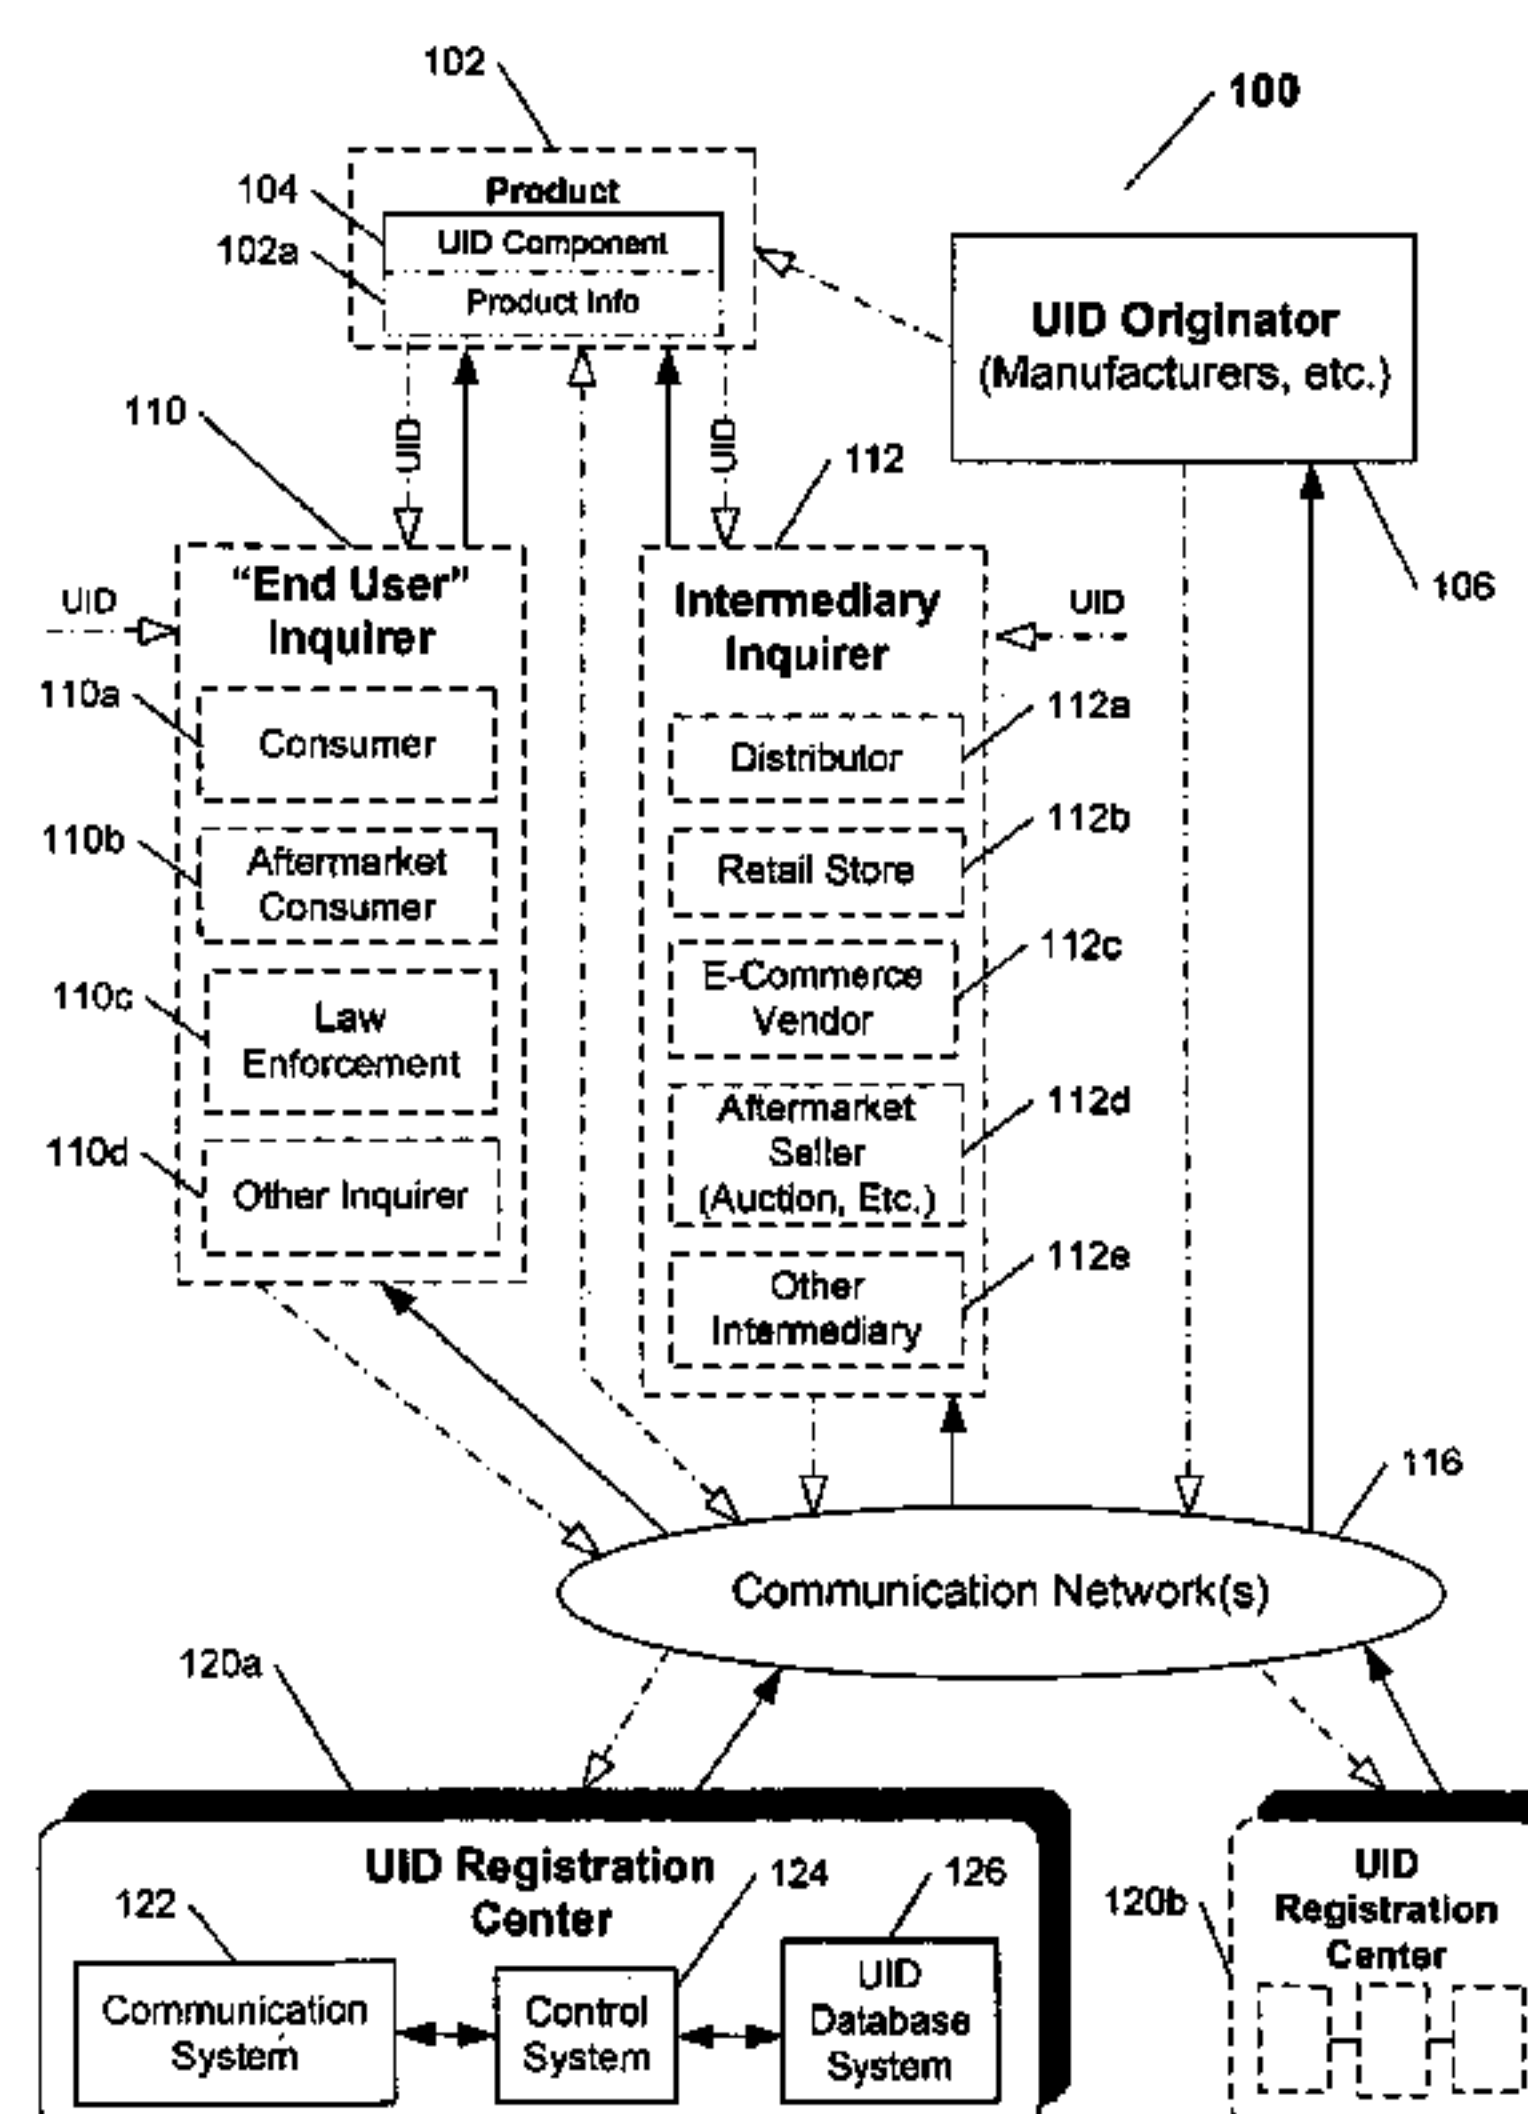 102
100
104
Product
UID Component
102a
Product Info
UID Originator
(Manufacturers, etc.)
110
UID
UID
112
106
UID
"End User"
Inquirer
Intermediary
Inquirer
UID
110a
Consumer
112a
Distributor
110b
Aftermarket
Consumer
112b
Retail Store
110c
Law
Enforcement
112c
E-Commerce
Vendor
110d
Other Inquirer
112d
Aftermarket
Seller
(Auction, Etc.)
112e
Other
Intermediary
116
Communication Network(s)
120a
UID Registration
Center
122
124
126
Communication
System
Control
System
UID
Database
System
120b
UID
Registration
Center